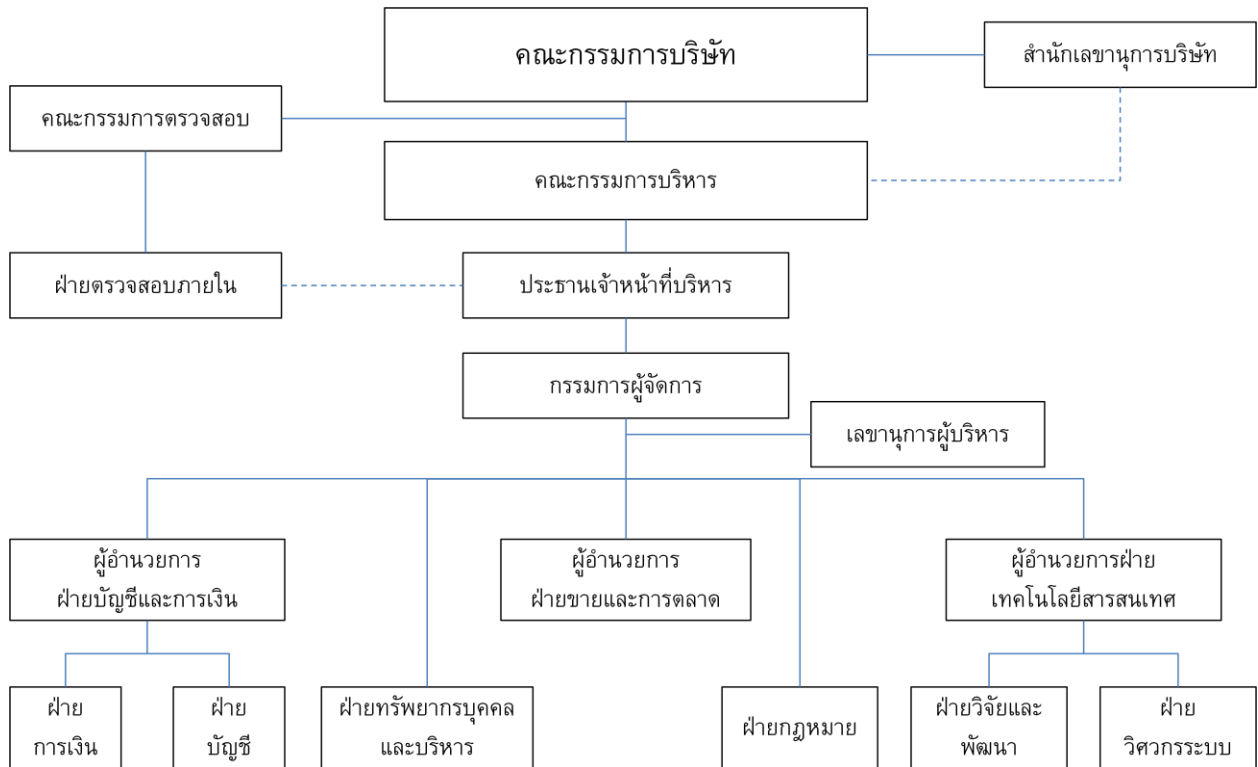 คณะกรรมการบริษัท
สำนักเลขานุการบริษัท
คณะกรรมการตรวจสอบ
คณะกรรมการบริหาร
ฝ่ายตรวจสอบภายใน
ประธานเจ้าหน้าที่บริหาร
กรรมการผู้จัดการ
เลขานุการผู้บริหาร
ผู้อำนวยการ
ฝ่ายบัญชีและการเงิน
ผู้อำนวยการ
ฝ่ายขายและการตลาด
ผู้อำนวยการฝ่าย
เทคโนโลยีสารสนเทศ
ฝ่าย
การเงิน
ฝ่าย
บัญชี
ฝ่ายทรัพยากรบุคคล
และบริหาร
ฝ่ายกฎหมาย
ฝ่ายวิจัยและ
พัฒนา
ฝ่าย
วิศวกรระบบ